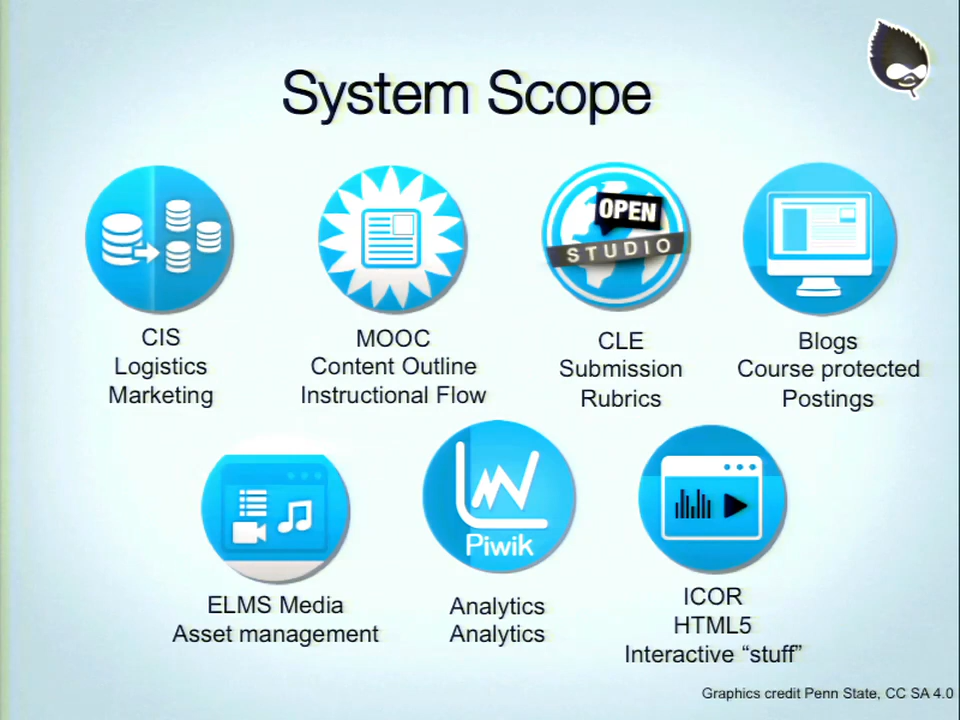 System Scope
OPEN
STUDIO
CIS
Logistics
Marketing
MOOC
Content Outline
Instructional Flow
CLE
Submission
Rubrics
Blogs
Course protected
Postings
Piwik
ELMS Media
Asset management
Analytics
Analytics
ICOR
HTML5
Interactive “stuff”
Graphics credit Penn State, CC SA 4.0